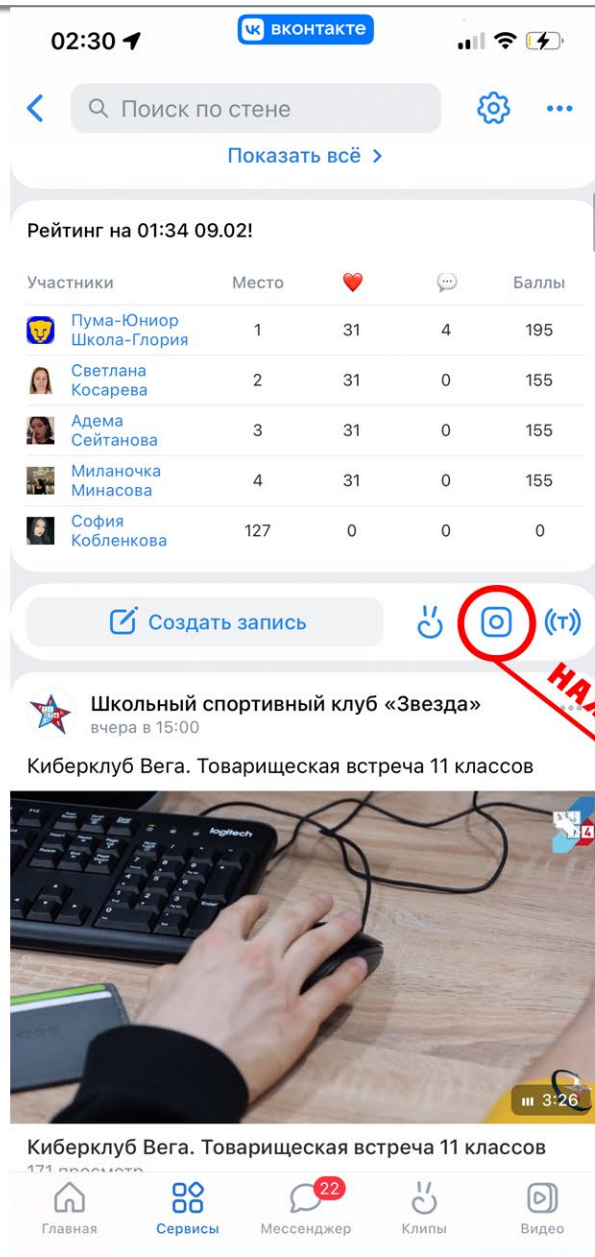 02:30
вконтакте
Поиск по стене
Показать всё
Рейтинг на 01:34 09.02!
Участники Место Баллы
Пума-Юниор
Школа-Глория
1 31 4 195
Светлана
Косарева
2 31 0 155
Адема
Сейтанова
3 31 0 155
Миланочка
Минасова
4 31 0 155
София
Кобленкова
127 0 0 0
Создать запись
((т))
Школьный спортивный клуб «Звезда»
вчера в 15:00
Киберклуб Вега. Товарищеская встреча 11 классов
logitech
3:26
Киберклуб Вега. Товарищеская встреча 11 классов
171 просмотр
22
Главная Сервисы Мессенджер Клипы Видео